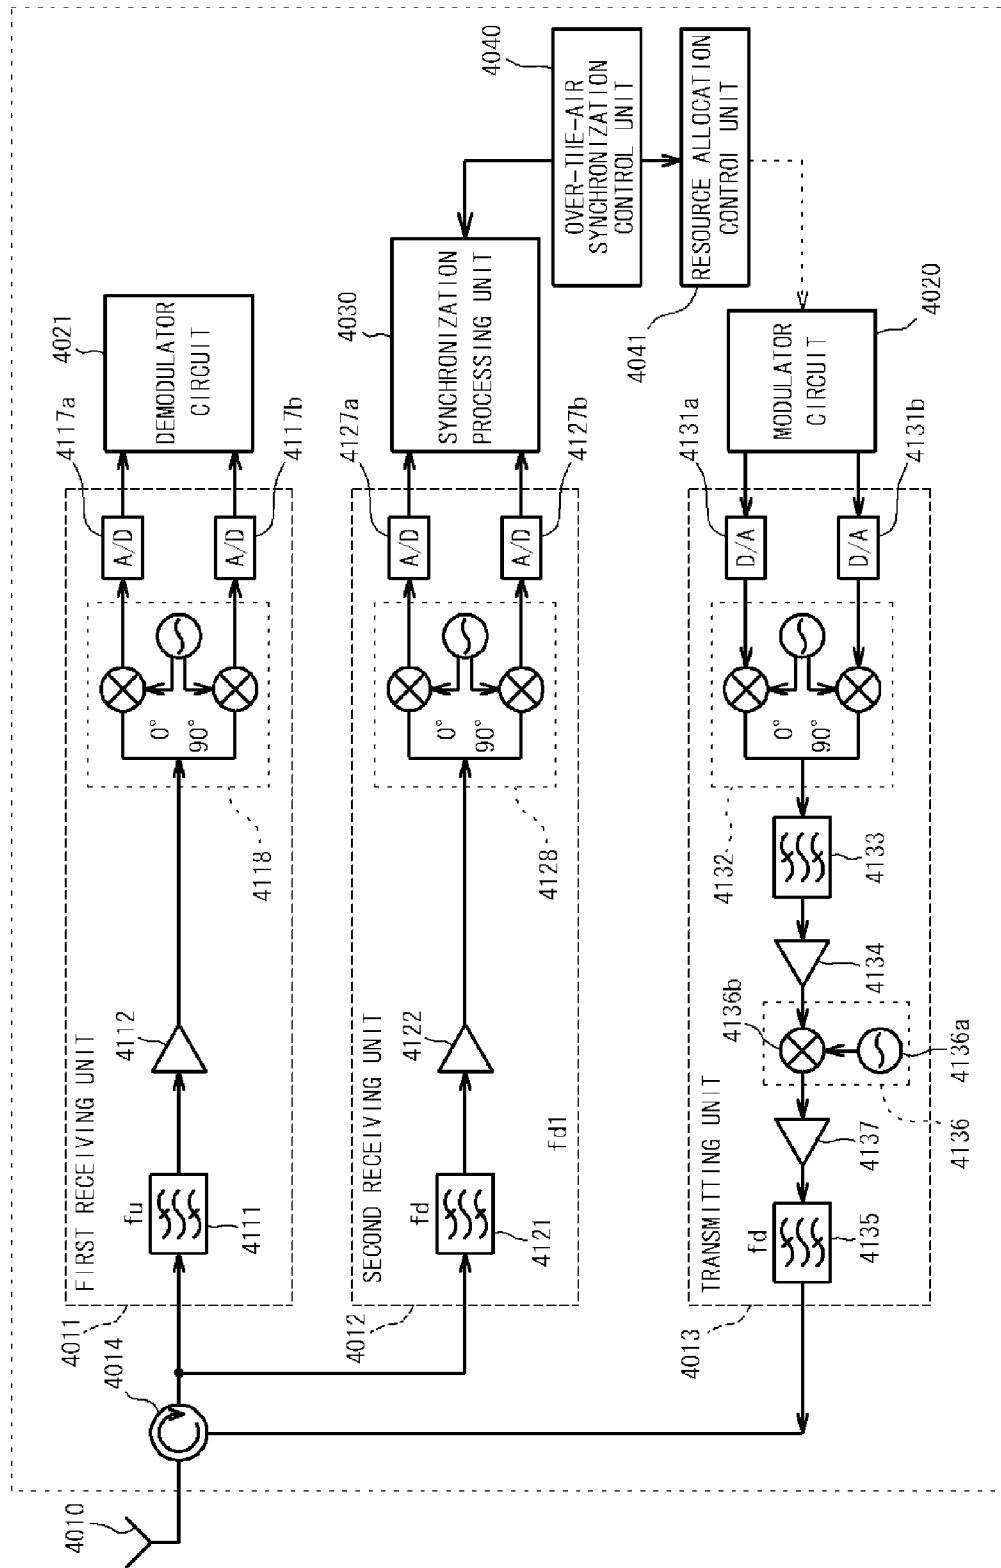 4010
4014
4011
FIRST RECEIVING UNIT
fu
4111
4112
4118
0°
90°
A/D
A/D
4117a
4117b
4021
DEMODULATOR
CIRCUIT
4012
SECOND RECEIVING UNIT
fd
4121
fd1
4122
4128
0°
90°
A/D
A/D
4127a
4127b
4030
SYNCHRONIZATION
PROCESSING UNIT
4040
OVER-THE-AIR
SYNCHRONIZATION
CONTROL UNIT
4041
RESOURCE ALLOCATION
CONTROL UNIT
4013
TRANSMITTING UNIT
fd
4135
4137
4136
4136a
4136b
4134
4133
4132
0°
90°
D/A
D/A
4131a
4131b
4020
MODULATOR
CIRCUIT